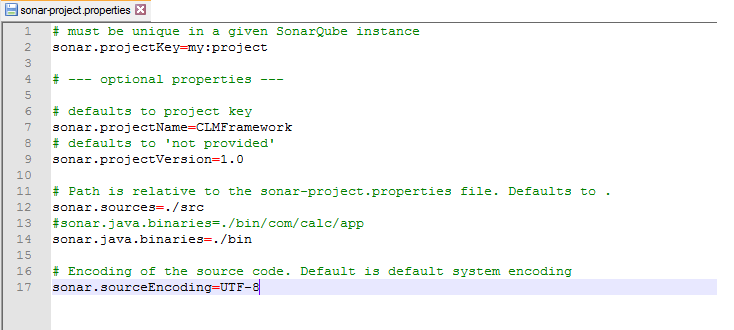 sonar-project.properties
1 # must be unique in a given SonarQube instance
2 sonar.projectKey=my:project
3
4 # --- optional properties ---
5
6 # defaults to project key
7 sonar.projectName=CLMFramework
8 # defaults to 'not provided'
9 sonar.projectVersion=1.0
10
11 # Path is relative to the sonar-project.properties file. Defaults to .
12 sonar.sources=./src
13 #sonar.java.binaries=./bin/com/calc/app
14 sonar.java.binaries=./bin
15
16 # Encoding of the source code. Default is default system encoding
17 sonar.sourceEncoding=UTF-8